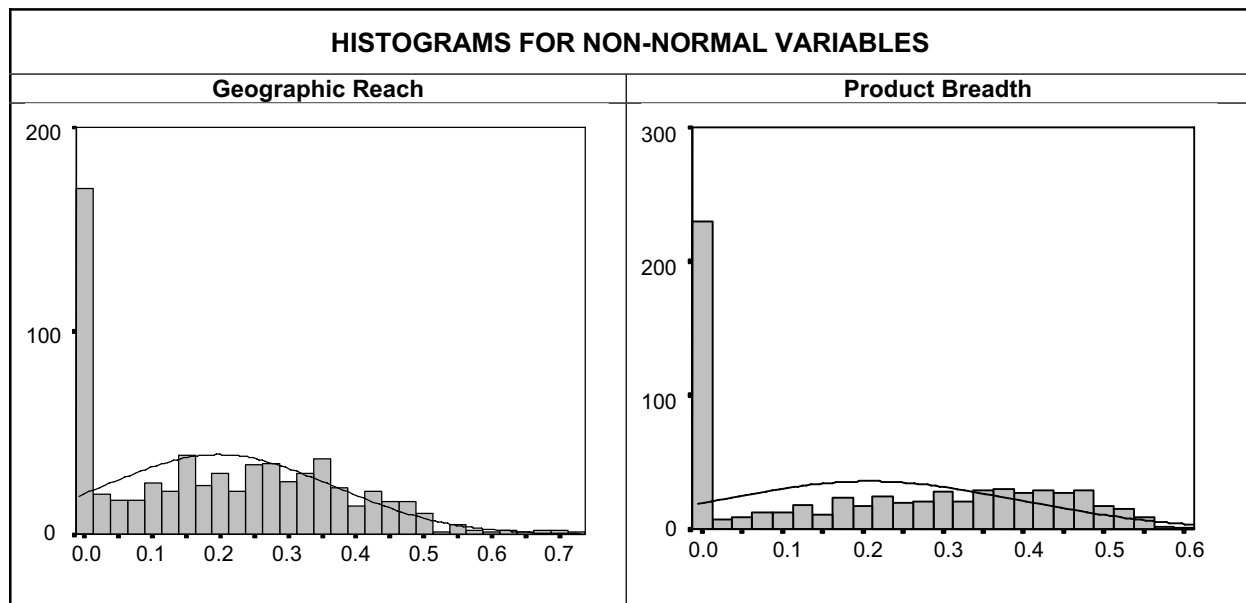 HISTOGRAMS FOR NON-NORMAL VARIABLES
Geographic Reach
200
100
0
0.0 0.1 0.2 0.3 0.4 0.5 0.6 0.7
Product Breadth
300
200
100
0
0.0 0.1 0.2 0.3 0.4 0.5 0.6